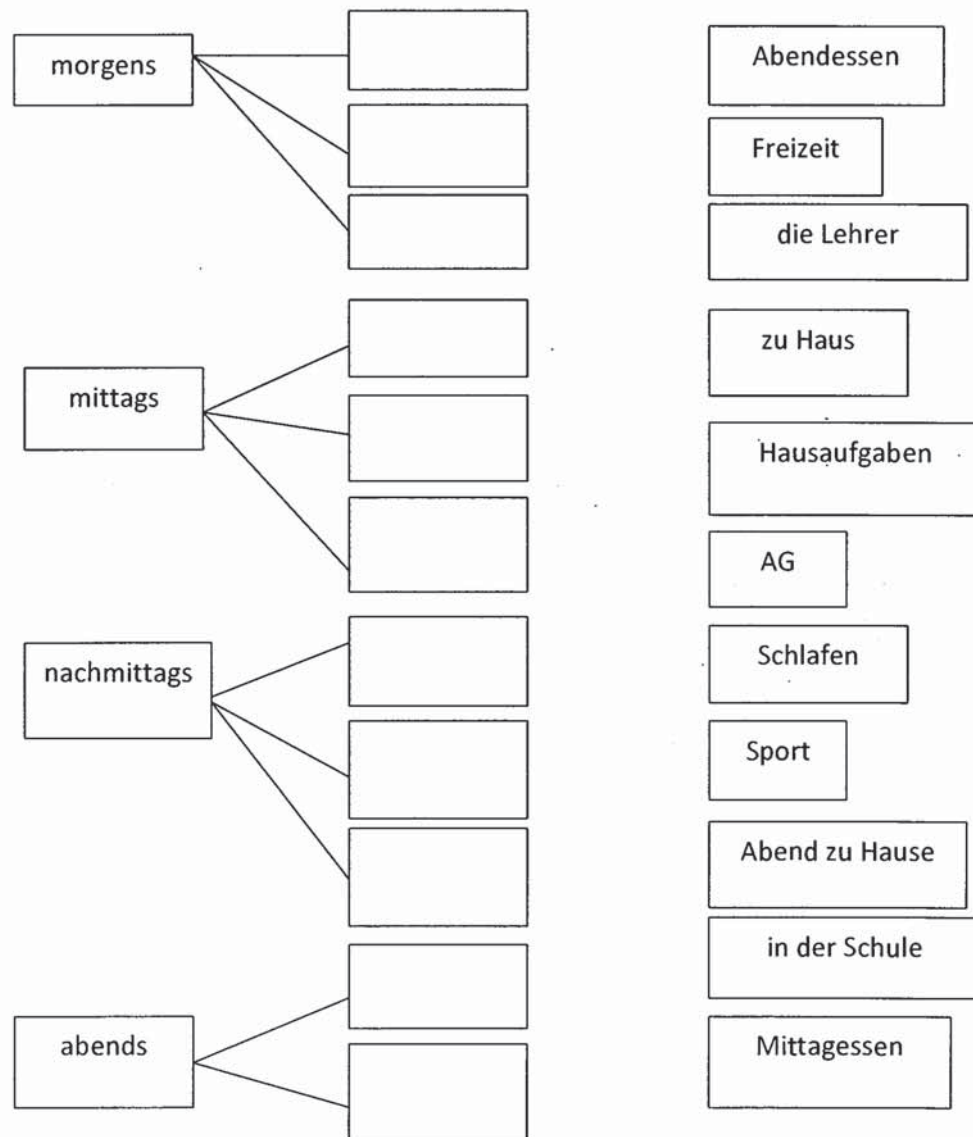 morgens
mittags
nachmittags
abends
Abendessen
Freizeit
die Lehrer
zu Haus
Hausaufgaben
AG
Schlafen
Sport
Abend zu Hause
in der Schule
Mittagessen